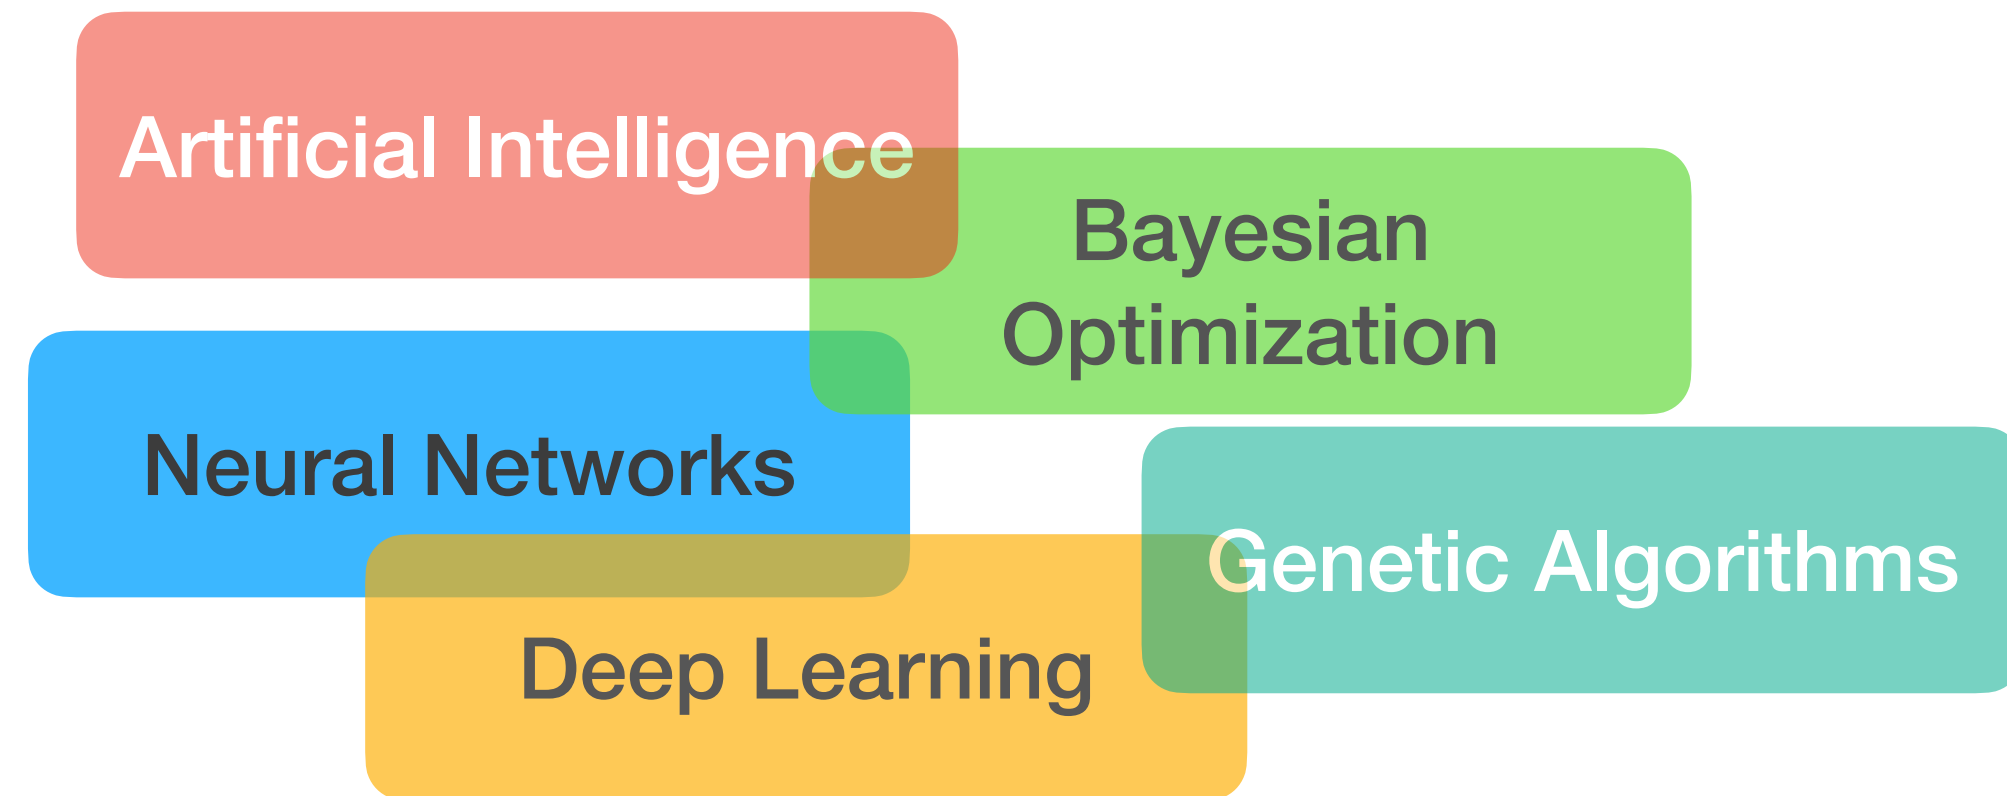 Artificial Intelligence
Bayesian
Optimization
Neural Networks
Genetic Algorithms
Deep Learning